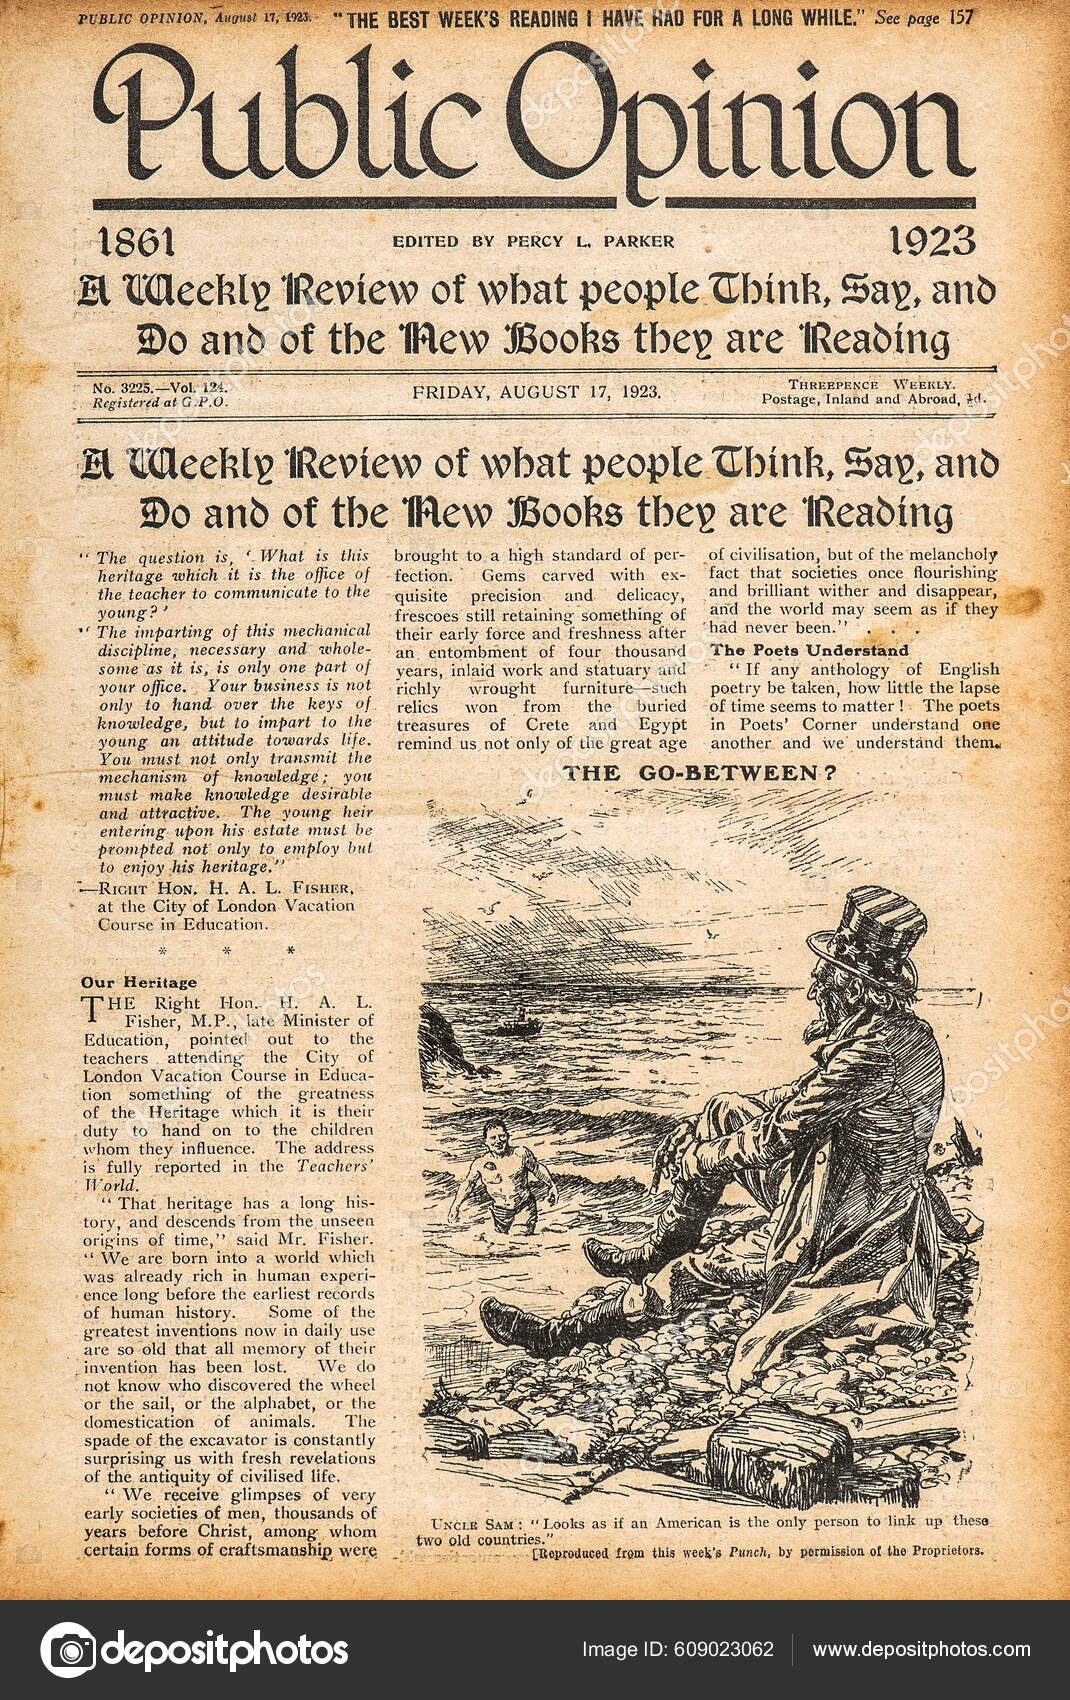 PUBLIC OPINION, August 17, 1923. "THE BEST WEEK'S READING I HAVE HAD FOR A LONG WHILE." See page 157
Public Opinion
1861 EDITED BY PERCY L. PARKER 1923
A Weekly Review of what people Think, Say, and
Do and of the New Books they are Reading
No. 3225.—Vol. 124.
Registered at G.P.O.
FRIDAY, AUGUST 17, 1923.
THREEPENCE WEEKLY.
Postage, Inland and Abroad, ½d.
A Weekly Review of what people Think, Say, and
Do and of the New Books they are Reading
" The question is, ' What is this
heritage which it is the office of
the teacher to communicate to the
young? '
" The imparting of this mechanical
discipline, necessary and whole-
some as it is, is only one part of
your office. Your business is not
only to hand over the keys of
knowledge, but to impart to the
young an attitude towards life.
You must not only transmit the
mechanism of knowledge; you
must make knowledge desirable
and attractive. The young heir
entering upon his estate must be
prompted not only to employ but
to enjoy his heritage."
—RIGHT HON. H. A. L. FISHER,
at the City of London Vacation
Course in Education.
* * *
Our Heritage
THE Right Hon. H. A. L.
Fisher, M.P., late Minister of
Education, pointed out to the
teachers attending the City of
London Vacation Course in Educa-
tion something of the greatness
of the Heritage which it is their
duty to hand on to the children
whom they influence. The address
is fully reported in the Teachers'
World.
" That heritage has a long his-
tory, and descends from the unseen
origins of time," said Mr. Fisher.
" We are born into a world which
was already rich in human experi-
ence long before the earliest records
of human history. Some of the
greatest inventions now in daily use
are so old that all memory of their
invention has been lost. We do
not know who discovered the wheel
or the sail, or the alphabet, or the
domestication of animals. The
spade of the excavator is constantly
surprising us with fresh revelations
of the antiquity of civilised life.
" We receive glimpses of very
early societies of men, thousands of
years before Christ, among whom
certain forms of craftsmanship were
brought to a high standard of per-
fection. Gems carved with ex-
quisite precision and delicacy,
frescoes still retaining something of
their early force and freshness after
an entombment of four thousand
years, inlaid work and statuary and
richly wrought furniture—such
relics won from the buried
treasures of Crete and Egypt
remind us not only of the great age
of civilisation, but of the melancholy
fact that societies once flourishing
and brilliant wither and disappear,
and the world may seem as if they
had never been." . . .
The Poets Understand
" If any anthology of English
poetry be taken, how little the lapse
of time seems to matter ! The poets
in Poets' Corner understand one
another and we understand them.
THE GO-BETWEEN?
UNCLE SAM : " Looks as if an American is the only person to link up these
two old countries."
[Reproduced from this week's Punch, by permission of the Proprietors.
depositphotos
Image ID: 609023062
www.depositphotos.com